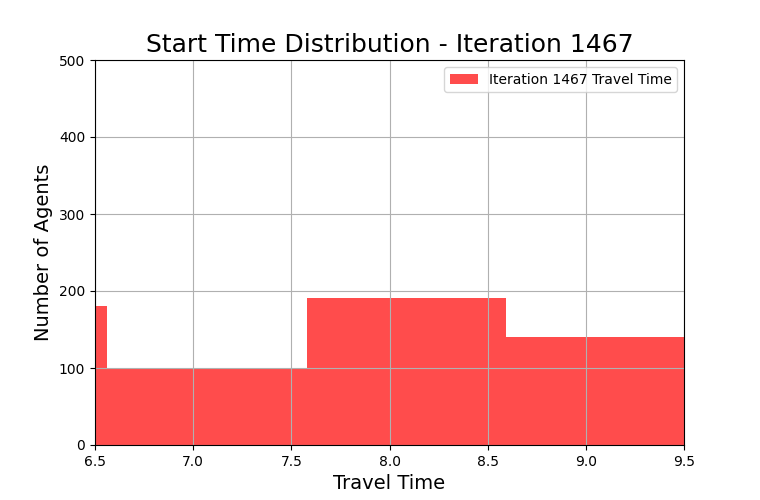 Start Time Distribution - Iteration 1467
Iteration 1467 Travel Time
Number of Agents
500
400
300
200
100
0
6.5 7.0 7.5 8.0 8.5 9.0 9.5
Travel Time